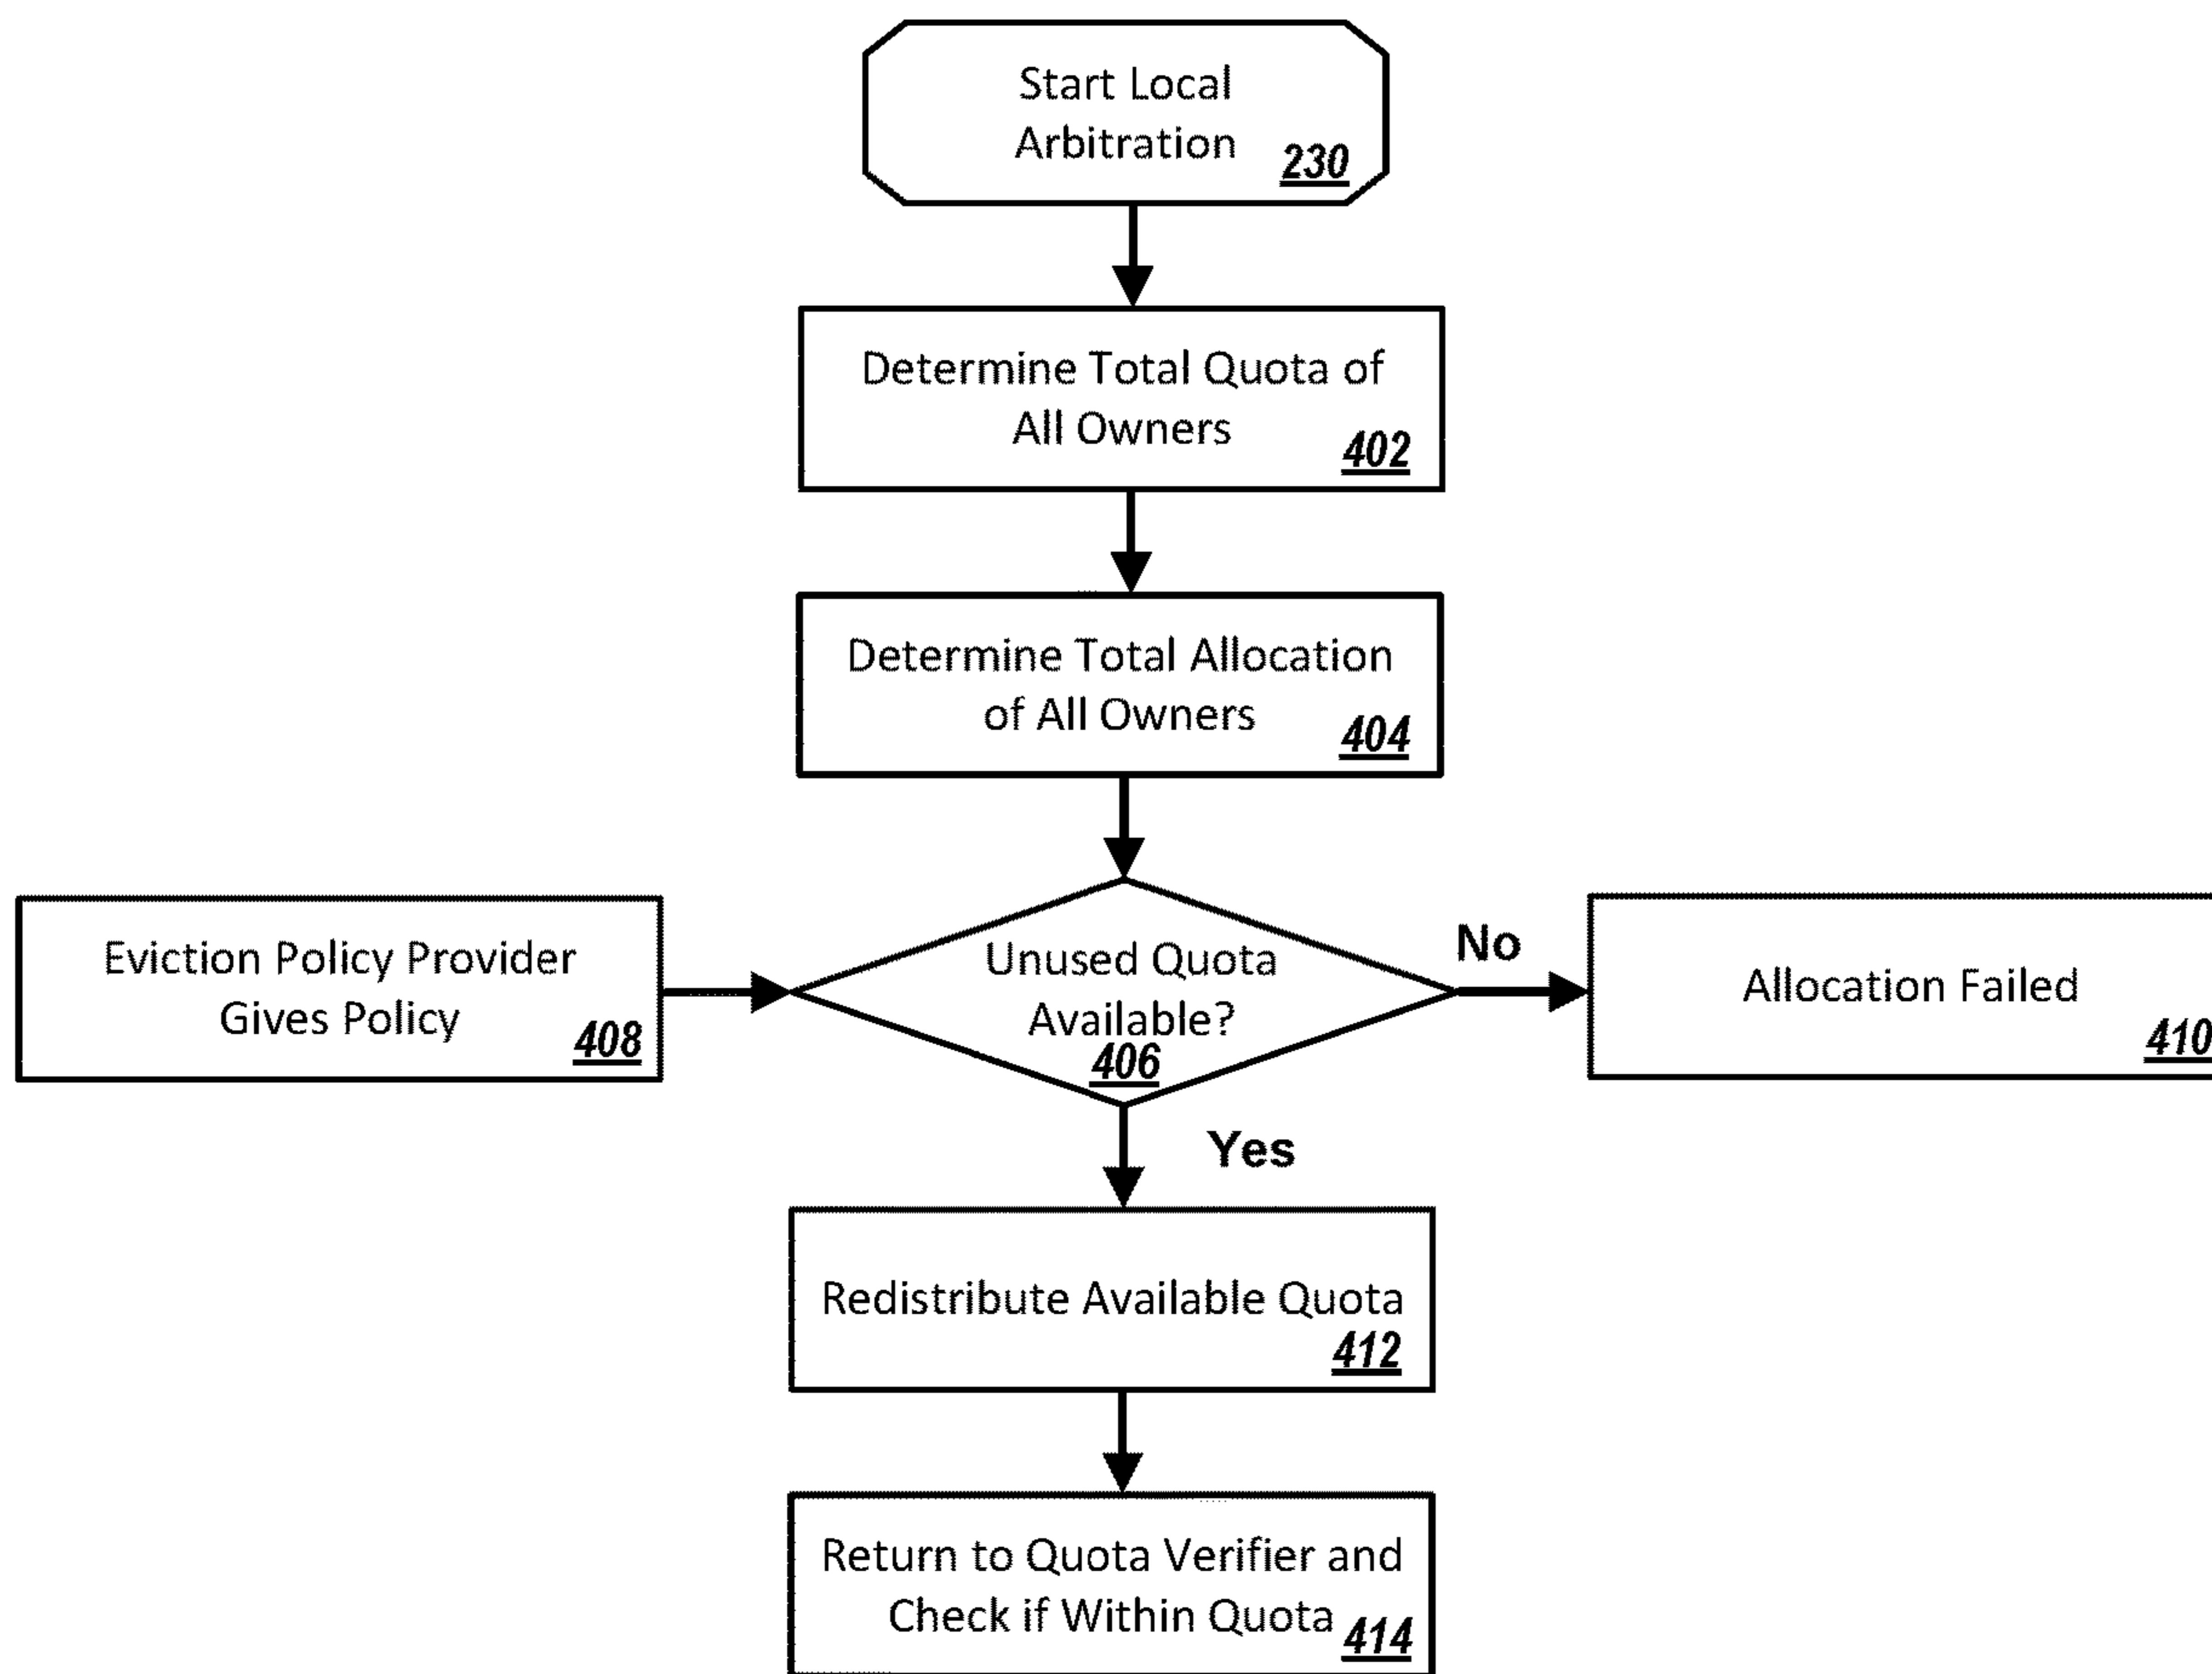 Start Local
Arbitration
230
Determine Total Quota of
All Owners
402
Determine Total Allocation
of All Owners
404
Eviction Policy Provider
Gives Policy
408
Unused Quota
Available?
406
No
Allocation Failed
410
Yes
Redistribute Available Quota
412
Return to Quota Verifier and
Check if Within Quota
414